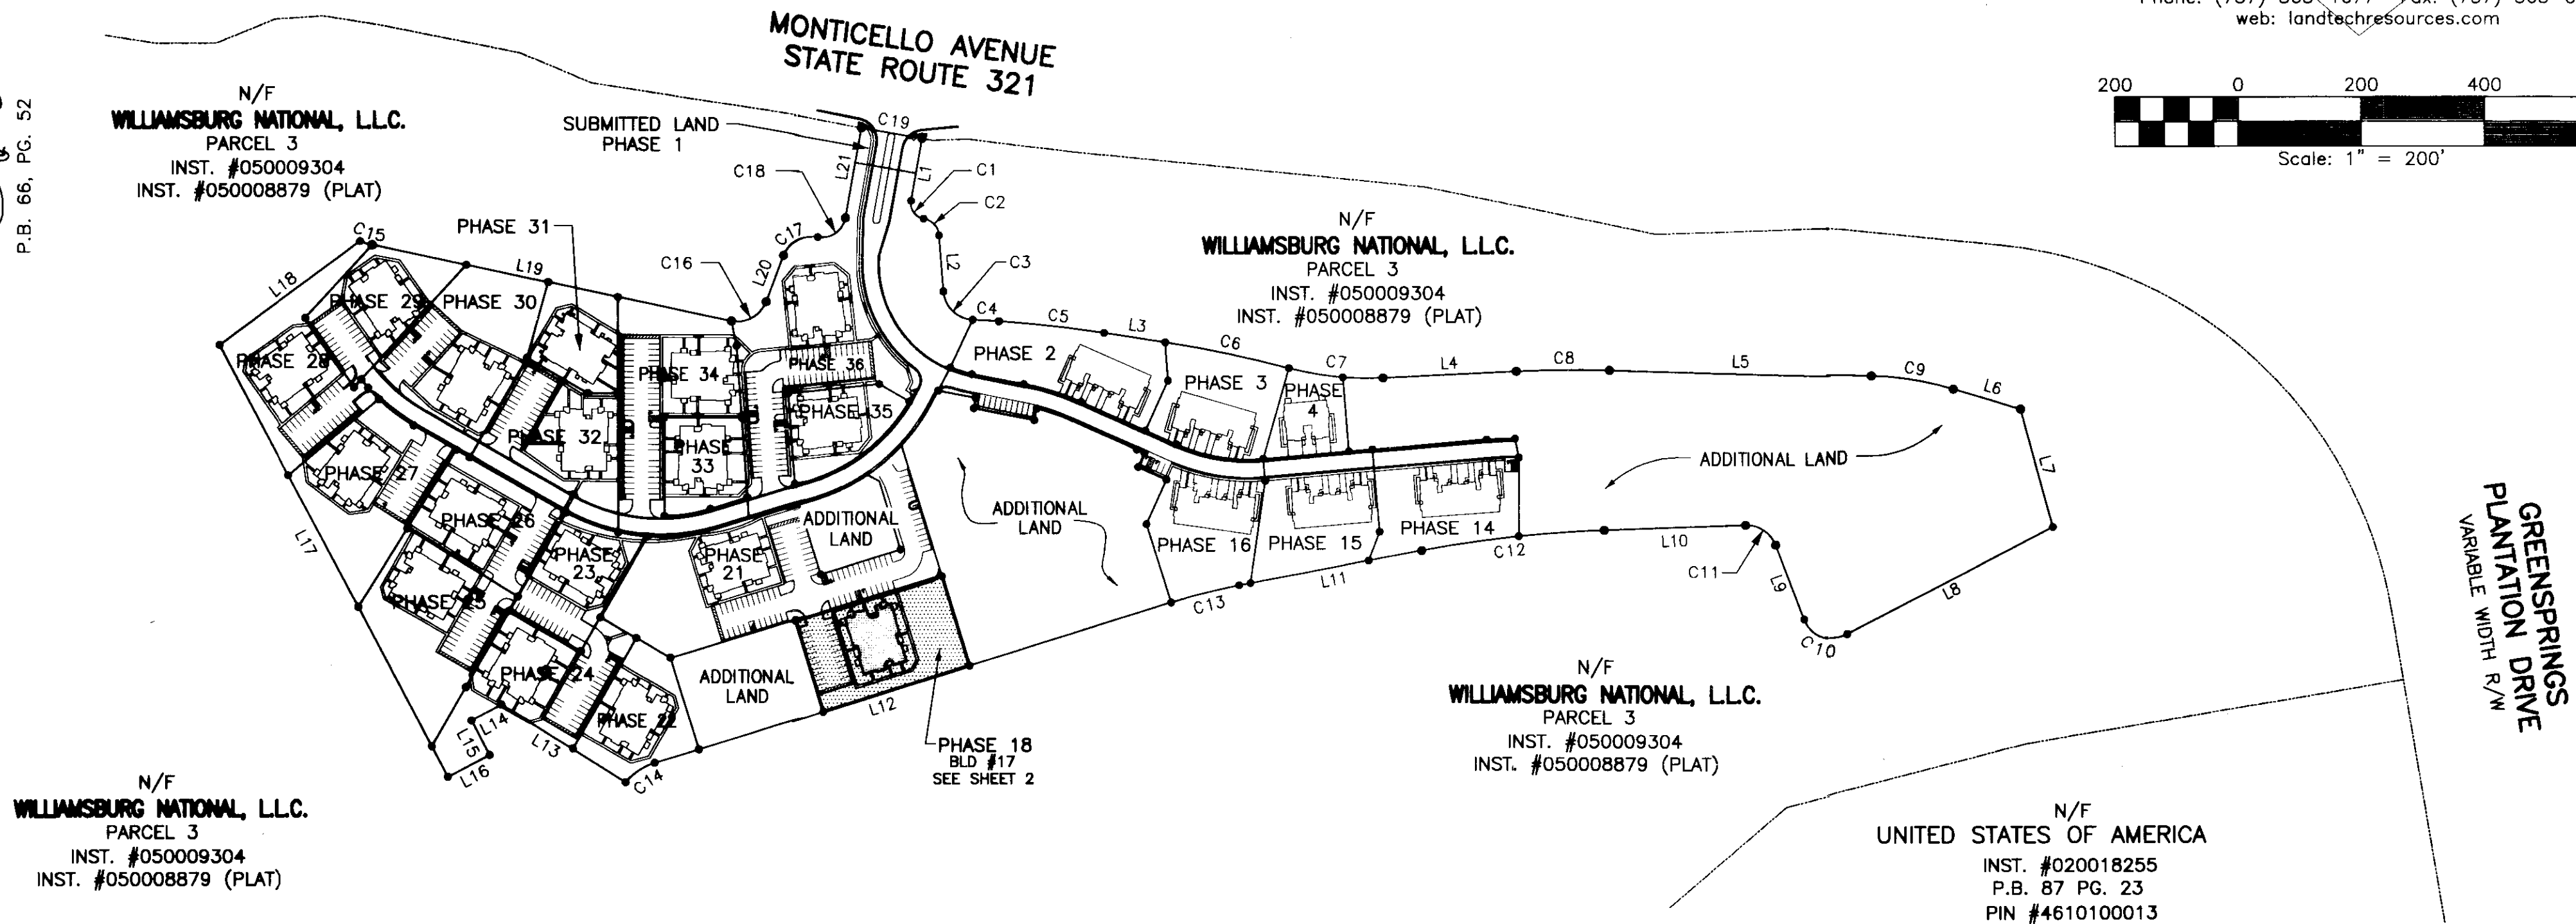 web: landtechresources.com
MONTICELLO AVENUE
STATE ROUTE 321
200 0 200 400
Scale: 1" = 200'
P.B. 66, PG. 52
N/F
WILLIAMSBURG NATIONAL, L.L.C.
PARCEL 3
INST. #050009304
INST. #050008879 (PLAT)
SUBMITTED LAND
PHASE 1
C19
L21
L1
C1
C2
C18
C17
L20
C16
L2
C3
C4
C5
L3
C6
C7
L4
C8
L5
C9
L6
L7
L8
C10
L9
C11
L10
C12
L11
C13
L12
C14
L13
L14
L15
L16
L17
L18
C15
L19
N/F
WILLIAMSBURG NATIONAL, L.L.C.
PARCEL 3
INST. #050009304
INST. #050008879 (PLAT)
PHASE 31
PHASE 29
PHASE 30
PHASE 28
PHASE 34
PHASE 36
PHASE 35
PHASE 32
PHASE
33
PHASE 27
PHASE 26
PHASE
23
PHASE 25
PHASE 24
PHASE 22
PHASE
21
ADDITIONAL
LAND
ADDITIONAL
LAND
ADDITIONAL
LAND
PHASE 2
PHASE 3
PHASE
4
PHASE 16
PHASE 15
PHASE 14
ADDITIONAL LAND
PHASE 18
BLD #17
SEE SHEET 2
GREENSPRINGS
PLANTATION DRIVE
VARIABLE WIDTH R/W
N/F
WILLIAMSBURG NATIONAL, L.L.C.
PARCEL 3
INST. #050009304
INST. #050008879 (PLAT)
N/F
WILLIAMSBURG NATIONAL, L.L.C.
PARCEL 3
INST. #050009304
INST. #050008879 (PLAT)
N/F
UNITED STATES OF AMERICA
INST. #020018255
P.B. 87 PG. 23
PIN #4610100013